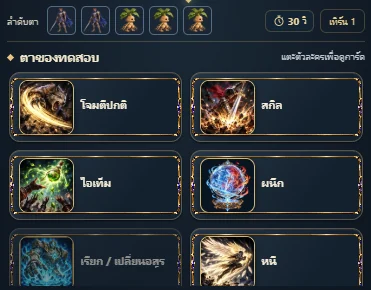 ลำดับตา
30 วิ
เทิร์น 1
ตาของทดสอบ
แตะตัวละครเพื่อดูการ์ด
โจมตีปกติ
สกิล
ไอเท็ม
ผนึก
เรียก / เปลี่ยนอสูร
หนี